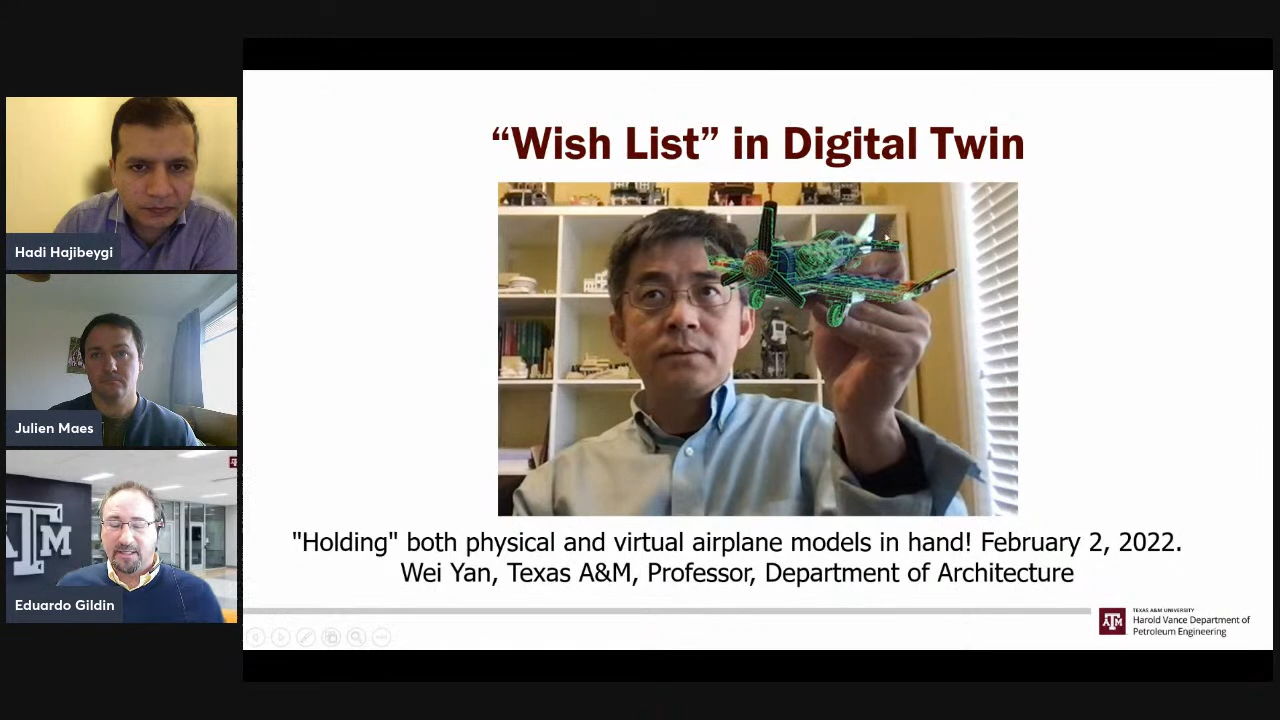 Hadi Hajibeygi
Julien Maes
ATM
Eduardo Gildin
“Wish List” in Digital Twin
"Holding" both physical and virtual airplane models in hand! February 2, 2022.
Wei Yan, Texas A&M, Professor, Department of Architecture
ATM
TEXAS A&M UNIVERSITY
Harold Vance Department of
Petroleum Engineering